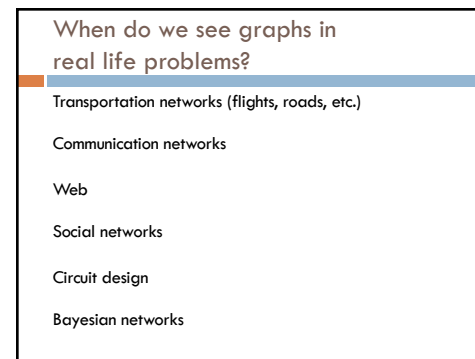 When do we see graphs in
real life problems?
Transportation networks (flights, roads, etc.)
Communication networks
Web
Social networks
Circuit design
Bayesian networks